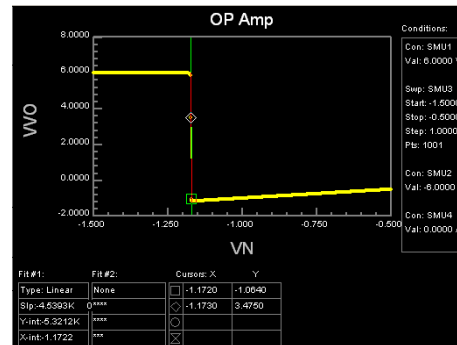 OP Amp
Conditions:
8.0000
Con: SMU1
Val: 6.0000 V
6.0000
Swp: SMU3
Start: -1.5000
4.0000
Stop: -0.5000
VVO
Step: 1.0000
Pts: 1001
2.0000
Con: SMU2
0.0000
Val: -6.0000
Con: SMU4
-2.0000
Val: 0.0000
-1.500 -1.250 -1.000 -0.750 -0.500
VN
Fit#1: Fit#2: Cursors: X Y
Type: Linear None -1.1720 -1.0640
Slp:-4.5393K 0**** -1.1730 3.4750
Y-int:-5.3212K ****
X-int:-1.1722 ***